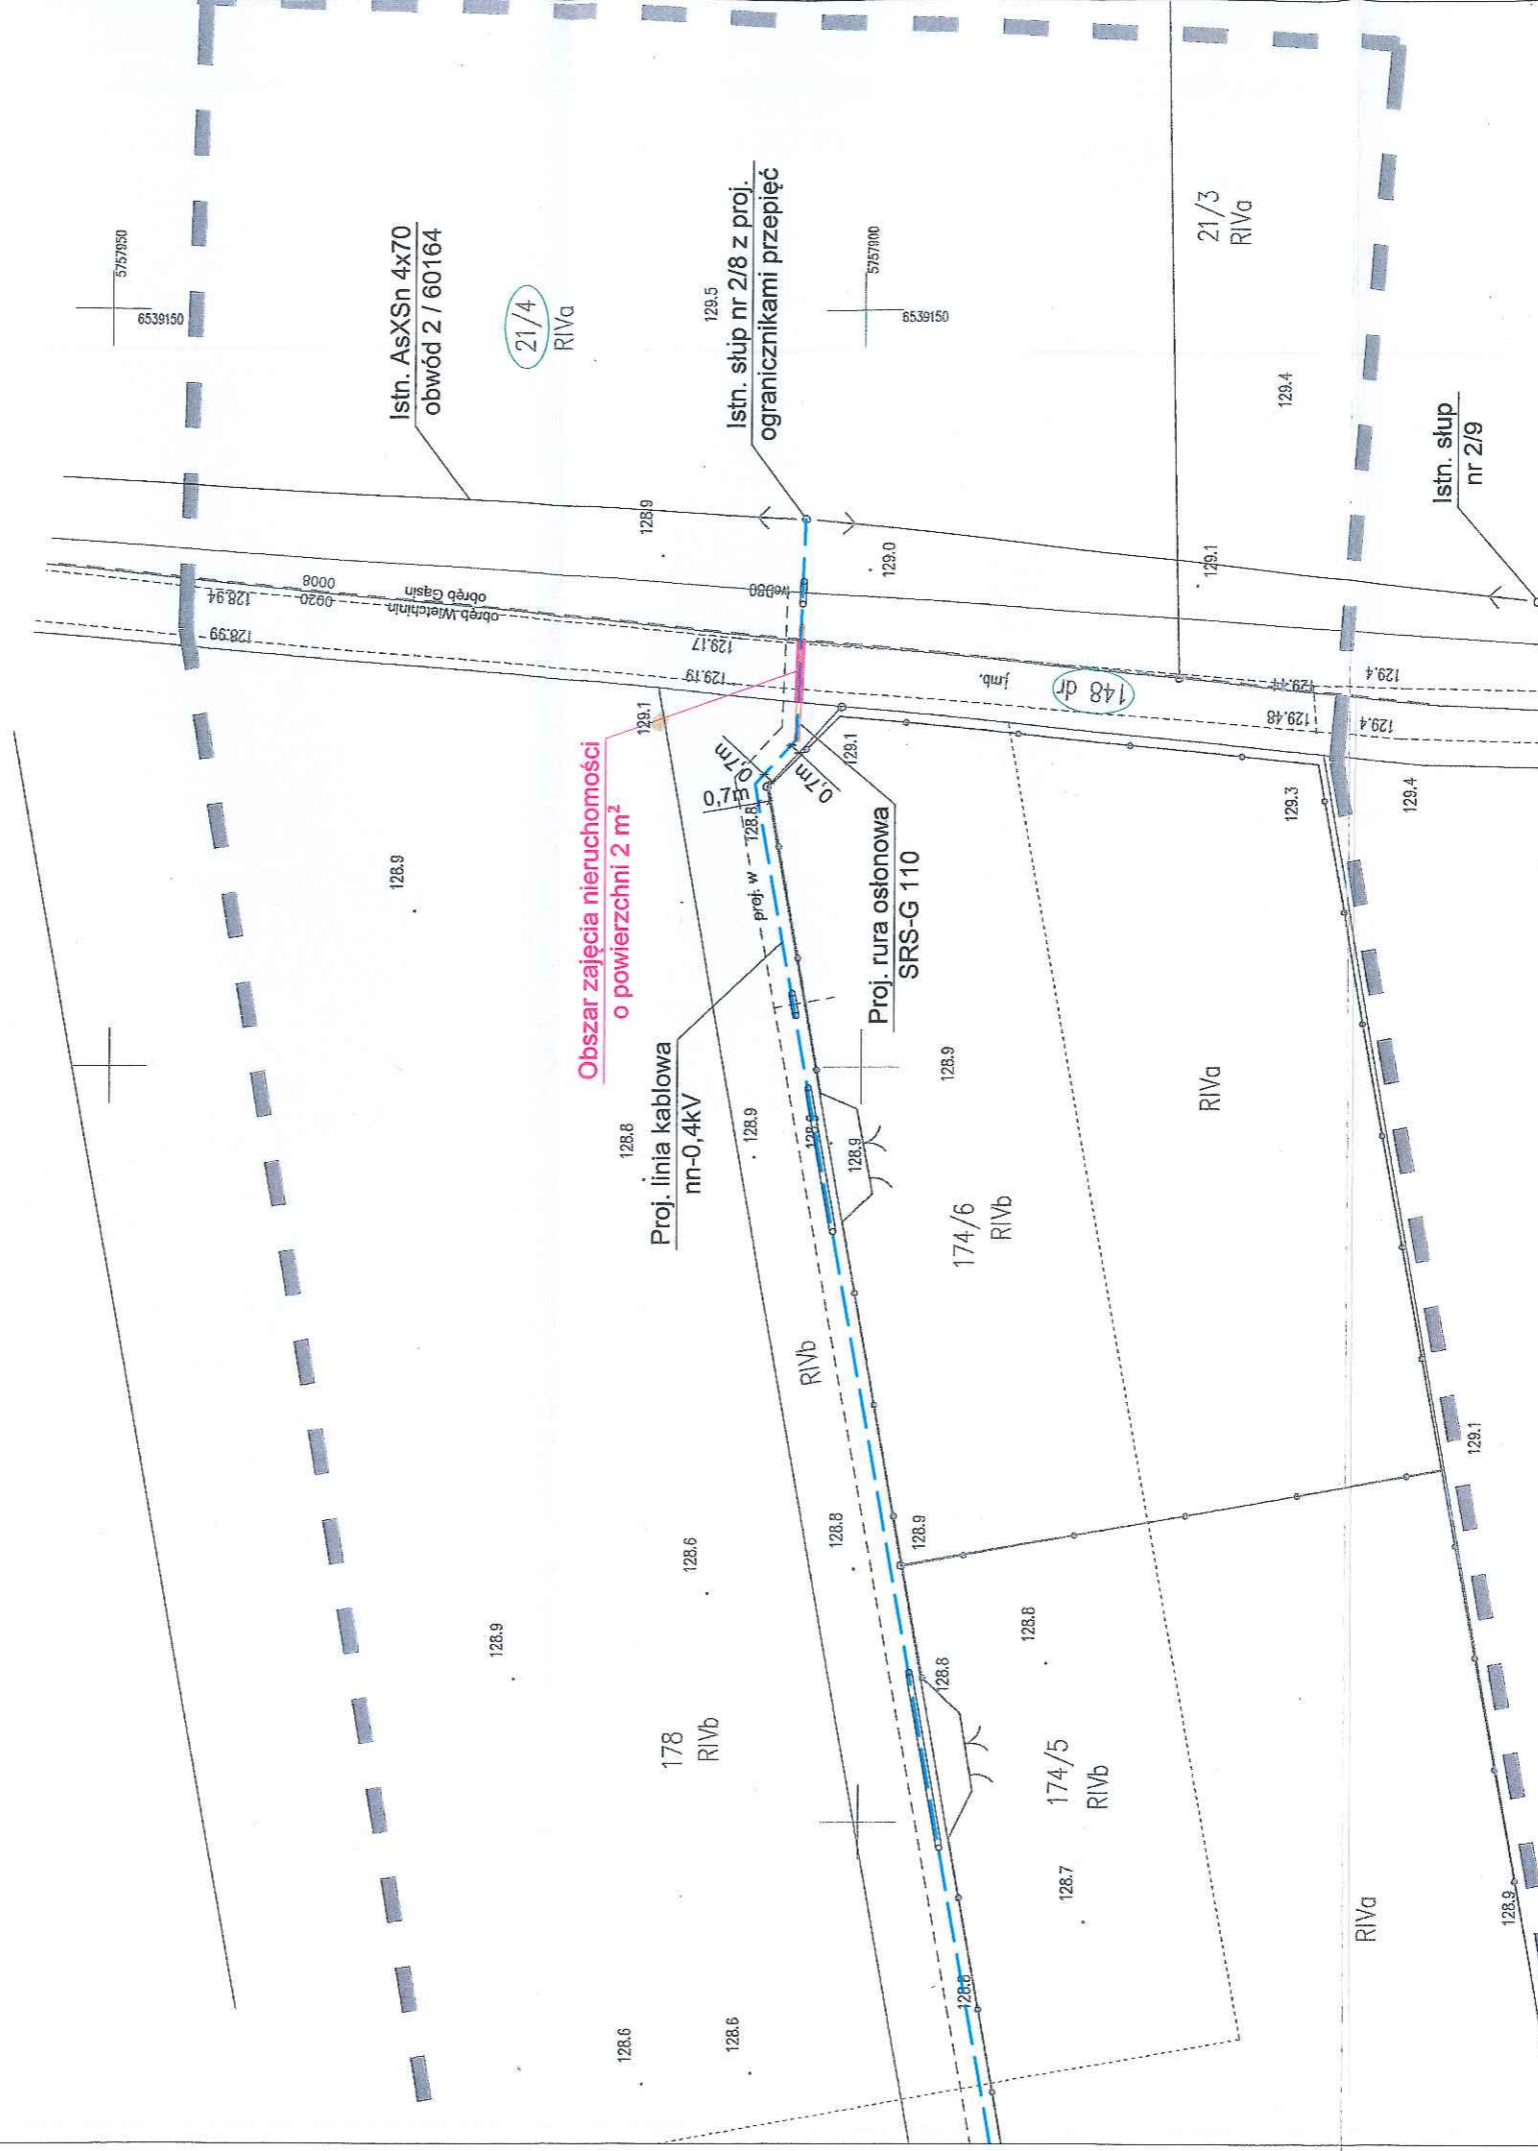 5757950
6539150
Istn. AsXSn 4x70
obwód 2 / 60164
21/4
RIVa
129.5
Istn. słup nr 2/8 z proj.
ogranicznikami przepięć
5757900
6539150
21/3
RIVa
129.4
Istn. słup
nr 2/9
128.9
129.0
129.1
0008
obręb Gąsin
0020
obręb Wietchinin
128.94
128.99
129.17
129.19
j.mb.
148 dr
129.48
129.4
129.4
129.1
129.1
0,7m
0,7m
0,7m
128.8
129.3
129.4
128.9
Obszar zajęcia nieruchomości
o powierzchni 2 m²
proj. w
Proj. rura osłonowa
SRS-G 110
Proj. linia kablowa
nn-0,4kV
128.8
128.9
128.9
128.9
RIVa
174/6
RIVb
RIVb
128.6
128.8
128.9
129.1
128.9
128.8
128.8
178
RIVb
174/5
RIVb
128.7
RIVa
128.9
128.8
128.6
128.6